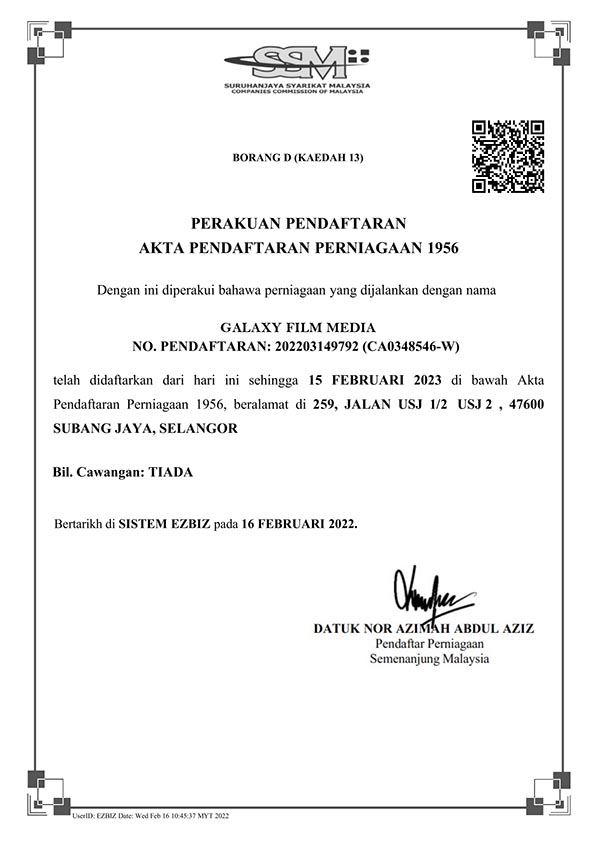 SSM
SURUHANJAYA SYARIKAT MALAYSIA
COMPANIES COMMISSION OF MALAYSIA
BORANG D (KAEDAH 13)
PERAKUAN PENDAFTARAN
AKTA PENDAFTARAN PERNIAGAAN 1956
Dengan ini diperakui bahawa perniagaan yang dijalankan dengan nama
GALAXY FILM MEDIA
NO. PENDAFTARAN: 202203149792 (CA0348546-W)
telah didaftarkan dari hari ini sehingga 15 FEBRUARI 2023 di bawah Akta
Pendaftaran Perniagaan 1956, beralamat di 259, JALAN USJ 1/2 USJ 2 , 47600
SUBANG JAYA, SELANGOR
Bil. Cawangan: TIADA
Bertarikh di SISTEM EZBIZ pada 16 FEBRUARI 2022.
DATUK NOR AZIMAH ABDUL AZIZ
Pendaftar Perniagaan
Semenanjung Malaysia
UserID: EZBIZ Date: Wed Feb 16 10:45:37 MYT 2022